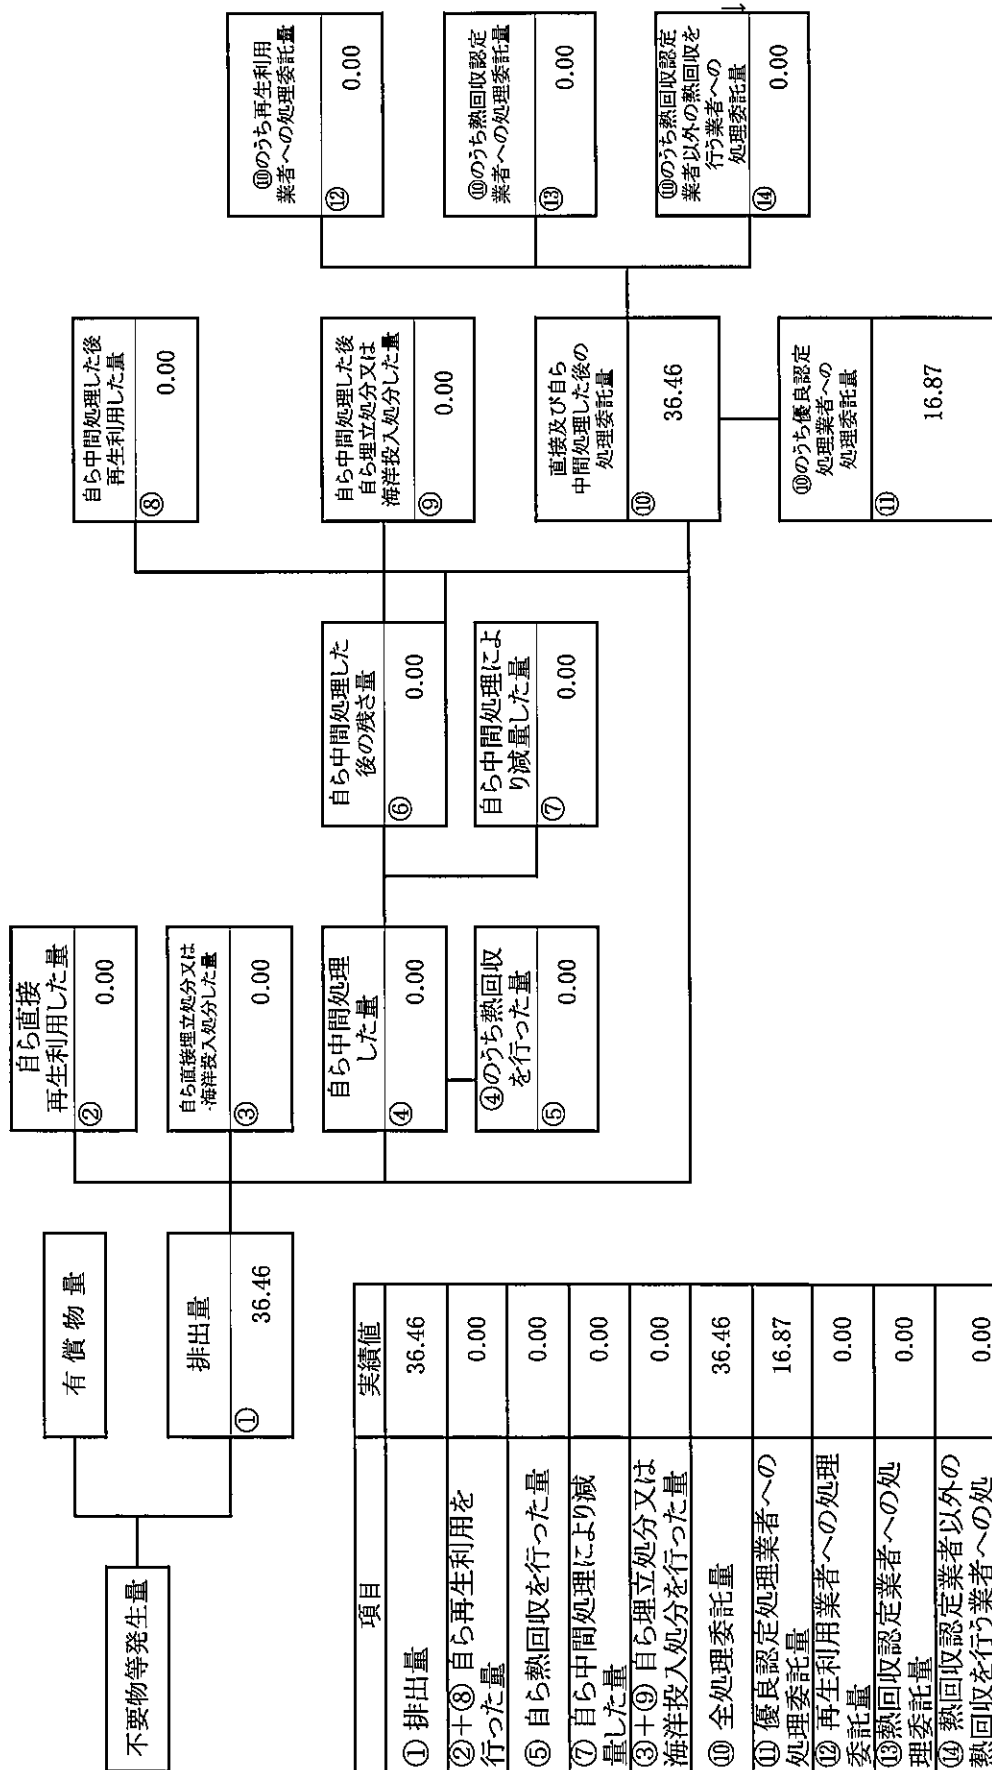 不要物等発生量
有償物量
排出量
①
36.46
自ら直接
再生利用した量
②
0.00
自ら直接埋立処分又は
海洋投入処分した量
③
0.00
自ら中間処理
した量
④
0.00
④のうち熱回収
を行った量
⑤
0.00
自ら中間処理した
後の残さ量
⑥
0.00
自ら中間処理によ
り減量した量
⑦
0.00
自ら中間処理した後
再生利用した量
⑧
0.00
自ら中間処理した後
自ら埋立処分又は
海洋投入処分した量
⑨
0.00
直接及び自ら
中間処理した後の
処理委託量
⑩
36.46
⑩のうち優良認定
処理業者への
処理委託量
⑪
16.87
⑩のうち再生利用
業者への処理委託量
⑫
0.00
⑩のうち熱回収認定
業者への処理委託量
⑬
0.00
⑩のうち熱回収認定
業者以外の熱回収を
行う業者への
処理委託量
⑭
0.00
項目 実績値
① 排出量 36.46
②+⑧ 自ら再生利用を
行った量 0.00
⑤ 自ら熱回収を行った量 0.00
⑦ 自ら中間処理により減
量した量 0.00
③+⑨ 自ら埋立処分又は
海洋投入処分を行った量 0.00
⑩ 全処理委託量 36.46
⑪ 優良認定処理業者への
処理委託量 16.87
⑫ 再生利用業者への処理
委託量 0.00
⑬熱回収認定業者への処
理委託量 0.00
⑭ 熱回収認定業者以外の
熱回収を行う業者への処 0.00